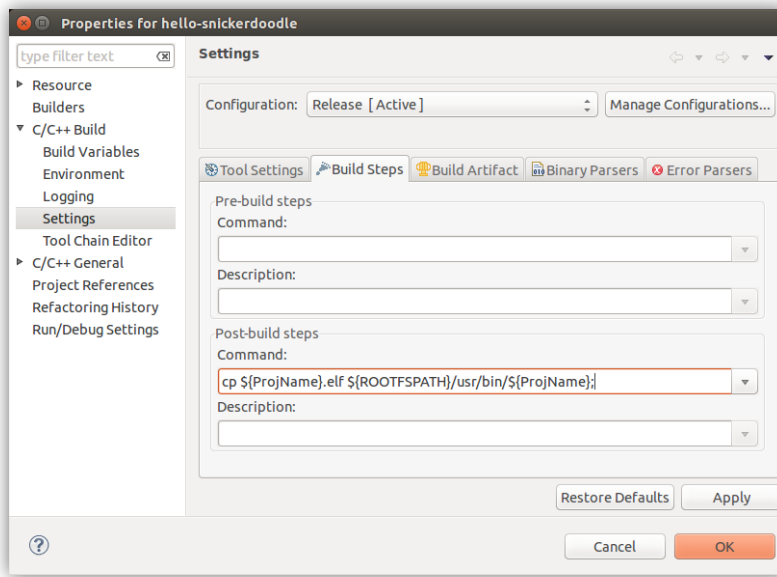 Properties for hello-snickerdoodle
type filter text
Settings
Resource
Builders
C/C++ Build
Build Variables
Environment
Logging
Settings
Tool Chain Editor
C/C++ General
Project References
Refactoring History
Run/Debug Settings
Configuration: Release [ Active ] Manage Configurations...
Tool Settings Build Steps Build Artifact Binary Parsers Error Parsers
Pre-build steps
Command:
Description:
Post-build steps
Command:
cp ${ProjName}.elf ${ROOTFSPATH}/usr/bin/${ProjName};
Description:
Restore Defaults Apply
Cancel OK